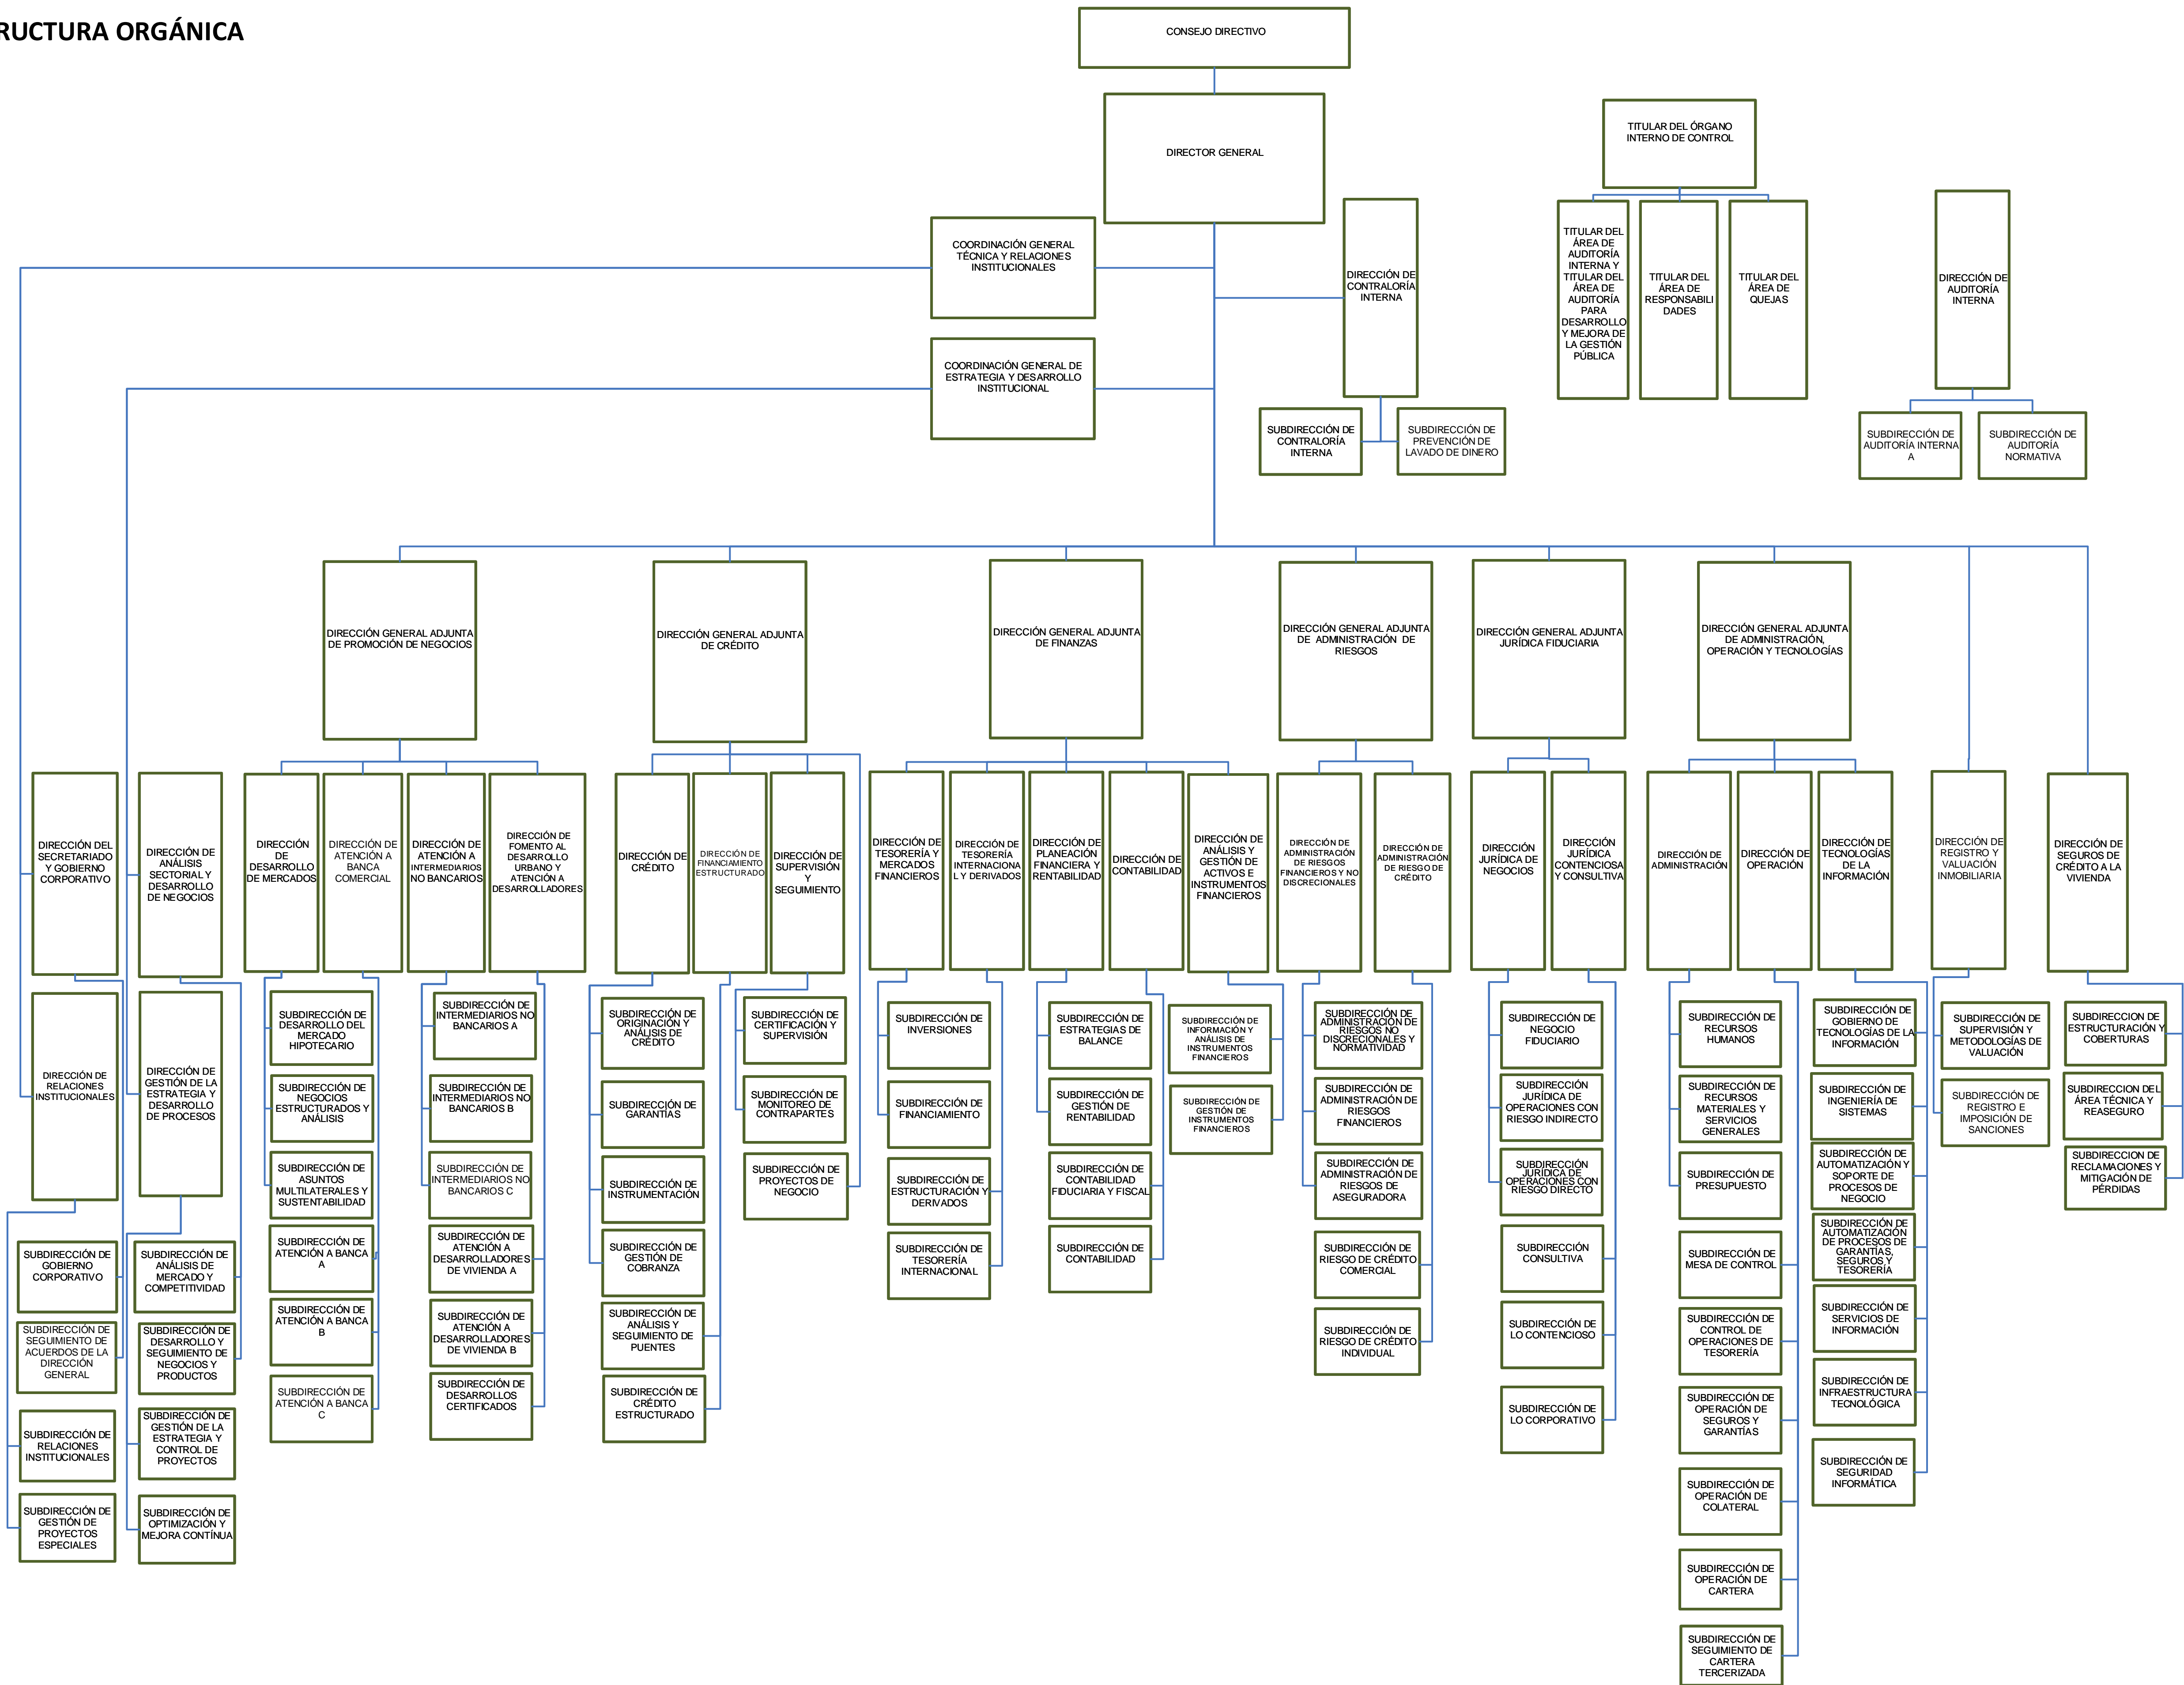 RUCTURA ORGÁNICA
CONSEJO DIRECTIVO
DIRECTOR GENERAL
TITULAR DEL ÓRGANO
INTERNO DE CONTROL
COORDINACIÓN GENERAL
TÉCNICA Y RELACIONES
INSTITUCIONALES
DIRECCIÓN DE
CONTRALORÍA
INTERNA
TITULAR DEL
ÁREA DE
AUDITORÍA
INTERNA Y
TITULAR DEL
ÁREA DE
AUDITORÍA
PARA
DESARROLLO
Y MEJORA DE
LA GESTIÓN
PÚBLICA
TITULAR DEL
ÁREA DE
RESPONSABILI
DADES
TITULAR DEL
ÁREA DE
QUEJAS
DIRECCIÓN DE
AUDITORÍA
INTERNA
COORDINACIÓN GENERAL DE
ESTRATEGIA Y DESARROLLO
INSTITUCIONAL
SUBDIRECCIÓN DE
CONTRALORÍA
INTERNA
SUBDIRECCIÓN DE
PREVENCIÓN DE
LAVADO DE DINERO
SUBDIRECCIÓN DE
AUDITORÍA INTERNA
A
SUBDIRECCIÓN DE
AUDITORÍA
NORMATIVA
DIRECCIÓN GENERAL ADJUNTA
DE PROMOCIÓN DE NEGOCIOS
DIRECCIÓN GENERAL ADJUNTA
DE CRÉDITO
DIRECCIÓN GENERAL ADJUNTA
DE FINANZAS
DIRECCIÓN GENERAL ADJUNTA
DE ADMINISTRACIÓN DE
RIESGOS
DIRECCIÓN GENERAL ADJUNTA
JURÍDICA FIDUCIARIA
DIRECCIÓN GENERAL ADJUNTA
DE ADMINISTRACIÓN,
OPERACIÓN Y TECNOLOGÍAS
DIRECCIÓN DEL
SECRETARIADO
Y GOBIERNO
CORPORATIVO
DIRECCIÓN DE
ANÁLISIS
SECTORIAL Y
DESARROLLO
DE NEGOCIOS
DIRECCIÓN
DE
DESARROLLO
DE MERCADOS
DIRECCIÓN DE
ATENCIÓN A
BANCA
COMERCIAL
DIRECCIÓN DE
ATENCIÓN A
INTERMEDIARIOS
NO BANCARIOS
DIRECCIÓN DE
FOMENTO AL
DESARROLLO
URBANO Y
ATENCIÓN A
DESARROLLADORES
DIRECCIÓN DE
CRÉDITO
DIRECCIÓN DE
FINANCIAMIENTO
ESTRUCTURADO
DIRECCIÓN DE
SUPERVISIÓN
Y
SEGUIMIENTO
DIRECCIÓN DE
TESORERÍA Y
MERCADOS
FINANCIEROS
DIRECCIÓN DE
TESORERÍA
INTERNACIONA
L Y DERIVADOS
DIRECCIÓN DE
PLANEACIÓN
FINANCIERA Y
RENTABILIDAD
DIRECCIÓN DE
CONTABILIDAD
DIRECCIÓN DE
ANÁLISIS Y
GESTIÓN DE
ACTIVOS E
INSTRUMENTOS
FINANCIEROS
DIRECCIÓN DE
ADMINISTRACIÓN
DE RIESGOS
FINANCIEROS Y NO
DISCRECIONALES
DIRECCIÓN DE
ADMINISTRACIÓN
DE RIESGO DE
CRÉDITO
DIRECCIÓN
JURÍDICA DE
NEGOCIOS
DIRECCIÓN
JURÍDICA
CONTENCIOSA
Y CONSULTIVA
DIRECCIÓN DE
ADMINISTRACIÓN
DIRECCIÓN DE
OPERACIÓN
DIRECCIÓN DE
TECNOLOGÍAS
DE LA
INFORMACIÓN
DIRECCIÓN DE
REGISTRO Y
VALUACIÓN
INMOBILIARIA
DIRECCIÓN DE
SEGUROS DE
CRÉDITO A LA
VIVIENDA
DIRECCIÓN DE
RELACIONES
INSTITUCIONALES
DIRECCIÓN DE
GESTIÓN DE LA
ESTRATEGIA Y
DESARROLLO
DE PROCESOS
SUBDIRECCIÓN DE
DESARROLLO DEL
MERCADO
HIPOTECARIO
SUBDIRECCIÓN DE
NEGOCIOS
ESTRUCTURADOS Y
ANÁLISIS
SUBDIRECCIÓN DE
ASUNTOS
MULTILATERALES Y
SUSTENTABILIDAD
SUBDIRECCIÓN DE
ATENCIÓN A BANCA
A
SUBDIRECCIÓN DE
ATENCIÓN A BANCA
B
SUBDIRECCIÓN DE
ATENCIÓN A BANCA
C
SUBDIRECCIÓN DE
INTERMEDIARIOS NO
BANCARIOS A
SUBDIRECCIÓN DE
INTERMEDIARIOS NO
BANCARIOS B
SUBDIRECCIÓN DE
INTERMEDIARIOS NO
BANCARIOS C
SUBDIRECCIÓN DE
ATENCIÓN A
DESARROLLADORES
DE VIVIENDA A
SUBDIRECCIÓN DE
ATENCIÓN A
DESARROLLADORES
DE VIVIENDA B
SUBDIRECCIÓN DE
DESARROLLOS
CERTIFICADOS
SUBDIRECCIÓN DE
ORIGINACIÓN Y
ANÁLISIS DE
CRÉDITO
SUBDIRECCIÓN DE
GARANTÍAS
SUBDIRECCIÓN DE
INSTRUMENTACIÓN
SUBDIRECCIÓN DE
GESTIÓN DE
COBRANZA
SUBDIRECCIÓN DE
ANÁLISIS Y
SEGUIMIENTO DE
PUENTES
SUBDIRECCIÓN DE
CRÉDITO
ESTRUCTURADO
SUBDIRECCIÓN DE
CERTIFICACIÓN Y
SUPERVISIÓN
SUBDIRECCIÓN DE
MONITOREO DE
CONTRAPARTES
SUBDIRECCIÓN DE
PROYECTOS DE
NEGOCIO
SUBDIRECCIÓN DE
INVERSIONES
SUBDIRECCIÓN DE
FINANCIAMIENTO
SUBDIRECCIÓN DE
ESTRUCTURACIÓN Y
DERIVADOS
SUBDIRECCIÓN DE
TESORERÍA
INTERNACIONAL
SUBDIRECCIÓN DE
ESTRATEGIAS DE
BALANCE
SUBDIRECCIÓN DE
GESTIÓN DE
RENTABILIDAD
SUBDIRECCIÓN DE
CONTABILIDAD
FIDUCIARIA Y FISCAL
SUBDIRECCIÓN DE
CONTABILIDAD
SUBDIRECCIÓN DE
INFORMACIÓN Y
ANÁLISIS DE
INSTRUMENTOS
FINANCIEROS
SUBDIRECCIÓN DE
GESTIÓN DE
INSTRUMENTOS
FINANCIEROS
SUBDIRECCIÓN DE
ADMINISTRACIÓN DE
RIESGOS NO
DISCRECIONALES Y
NORMATIVIDAD
SUBDIRECCIÓN DE
ADMINISTRACIÓN DE
RIESGOS
FINANCIEROS
SUBDIRECCIÓN DE
ADMINISTRACIÓN DE
RIESGOS DE
ASEGURADORA
SUBDIRECCIÓN DE
RIESGO DE CRÉDITO
COMERCIAL
SUBDIRECCIÓN DE
RIESGO DE CRÉDITO
INDIVIDUAL
SUBDIRECCIÓN DE
NEGOCIO
FIDUCIARIO
SUBDIRECCIÓN
JURÍDICA DE
OPERACIONES CON
RIESGO INDIRECTO
SUBDIRECCIÓN
JURÍDICA DE
OPERACIONES CON
RIESGO DIRECTO
SUBDIRECCIÓN
CONSULTIVA
SUBDIRECCIÓN DE
LO CONTENCIOSO
SUBDIRECCIÓN DE
LO CORPORATIVO
SUBDIRECCIÓN DE
RECURSOS
HUMANOS
SUBDIRECCIÓN DE
RECURSOS
MATERIALES Y
SERVICIOS
GENERALES
SUBDIRECCIÓN DE
PRESUPUESTO
SUBDIRECCIÓN DE
MESA DE CONTROL
SUBDIRECCIÓN DE
CONTROL DE
OPERACIONES DE
TESORERÍA
SUBDIRECCIÓN DE
OPERACIÓN DE
SEGUROS Y
GARANTÍAS
SUBDIRECCIÓN DE
OPERACIÓN DE
COLATERAL
SUBDIRECCIÓN DE
OPERACIÓN DE
CARTERA
SUBDIRECCIÓN DE
SEGUIMIENTO DE
CARTERA
TERCERIZADA
SUBDIRECCIÓN DE
GOBIERNO DE
TECNOLOGÍAS DE LA
INFORMACIÓN
SUBDIRECCIÓN DE
INGENIERÍA DE
SISTEMAS
SUBDIRECCIÓN DE
AUTOMATIZACIÓN Y
SOPORTE DE
PROCESOS DE
NEGOCIO
SUBDIRECCIÓN DE
AUTOMATIZACIÓN
DE PROCESOS DE
GARANTÍAS,
SEGUROS Y
TESORERÍA
SUBDIRECCIÓN DE
SERVICIOS DE
INFORMACIÓN
SUBDIRECCIÓN DE
INFRAESTRUCTURA
TECNOLÓGICA
SUBDIRECCIÓN DE
SEGURIDAD
INFORMÁTICA
SUBDIRECCIÓN DE
SUPERVISIÓN Y
METODOLOGÍAS DE
VALUACIÓN
SUBDIRECCIÓN DE
REGISTRO E
IMPOSICIÓN DE
SANCIONES
SUBDIRECCION DE
ESTRUCTURACIÓN Y
COBERTURAS
SUBDIRECCION DEL
ÁREA TÉCNICA Y
REASEGURO
SUBDIRECCION DE
RECLAMACIONES Y
MITIGACIÓN DE
PÉRDIDAS
SUBDIRECCIÓN DE
GOBIERNO
CORPORATIVO
SUBDIRECCIÓN DE
SEGUIMIENTO DE
ACUERDOS DE LA
DIRECCIÓN
GENERAL
SUBDIRECCIÓN DE
RELACIONES
INSTITUCIONALES
SUBDIRECCIÓN DE
GESTIÓN DE
PROYECTOS
ESPECIALES
SUBDIRECCIÓN DE
ANÁLISIS DE
MERCADO Y
COMPETITIVIDAD
SUBDIRECCIÓN DE
DESARROLLO Y
SEGUIMIENTO DE
NEGOCIOS Y
PRODUCTOS
SUBDIRECCIÓN DE
GESTIÓN DE LA
ESTRATEGIA Y
CONTROL DE
PROYECTOS
SUBDIRECCIÓN DE
OPTIMIZACIÓN Y
MEJORA CONTÍNUA